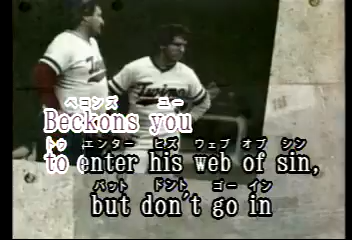 Twins
Twins
ベコンズ ユー
Beckons you
トゥ エンター ヒズ ウェブ オブ シン
to enter his web of sin,
バット ドント ゴー イン
but don't go in